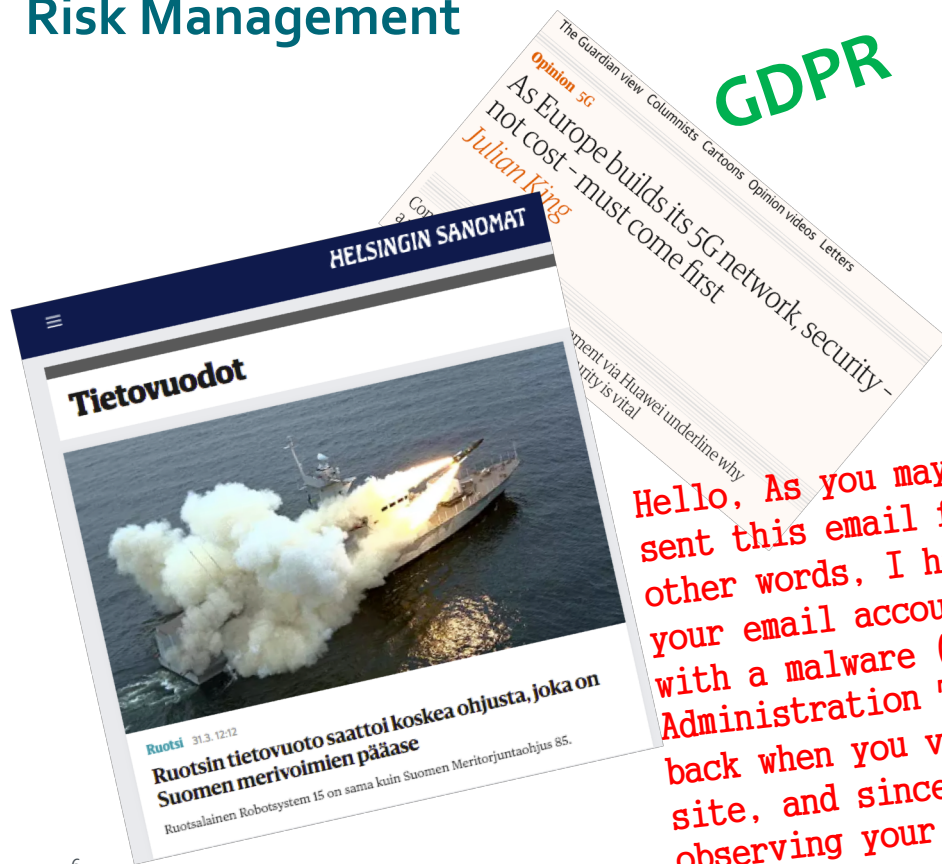 Risk Management
GDPR
The Guardian view Columnists Cartoons Opinion videos Letters
Opinion 5G
As Europe builds its 5G network, security –
not cost – must come first
Julian King
ement via Huawei underline why
urity is vital
HELSINGIN SANOMAT
Tietovuodot
Ruotsi 31.3. 12:12
Ruotsin tietovuoto saattoi koskea ohjusta, joka on
Suomen merivoimien pääase
Ruotsalainen Robotsystem 15 on sama kuin Suomen Meritorjuntaohjus 85.
Hello, As you may
sent this email
other words, I h
your email accou
with a malware (
Administration
back when you v
site, and since
observing your
6